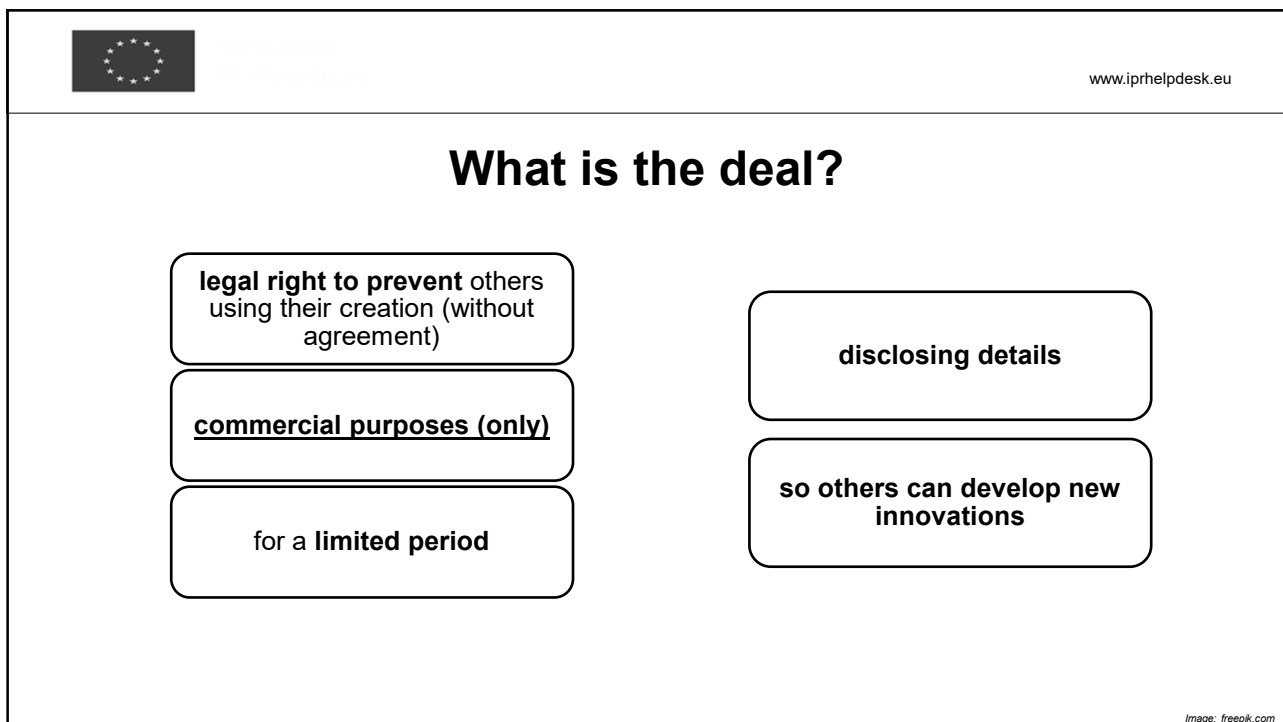 www.iprhelpdesk.eu
What is the deal?
legal right to prevent others
using their creation (without
agreement)
commercial purposes (only)
for a limited period
disclosing details
so others can develop new
innovations
Image: freepik.com